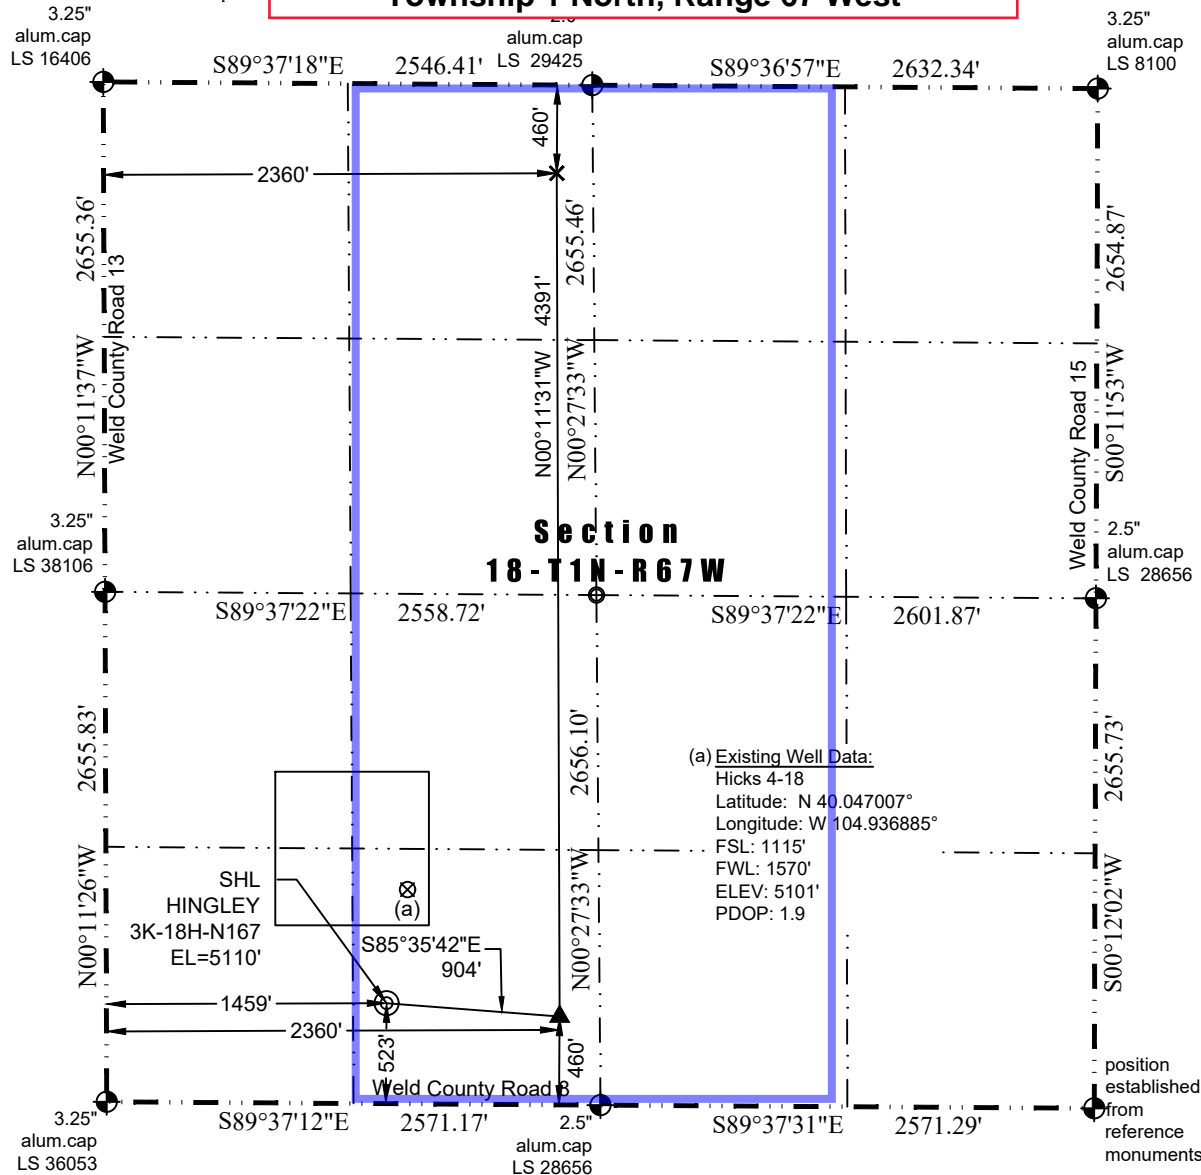 Township 1 North, Range 67 West
3.25"
alum.cap
LS 16406
alum.cap
LS 29425
3.25"
alum.cap
LS 8100
S89°37'18"E
2546.41'
S89°36'57"E
2632.34'
460'
2360'
2655.36'
Weld County Road 13
N00°11'37"W
2655.46'
4391'
N00°11'31"W
N00°27'33"W
2654.87'
Weld County Road 15
S00°11'53"W
Section
18-T1N-R67W
3.25"
alum.cap
LS 38106
2.5"
alum.cap
LS 28656
S89°37'22"E
2558.72'
S89°37'22"E
2601.87'
2655.83'
N00°11'26"W
2656.10'
N00°27'33"W
2655.73'
S00°12'02"W
(a) Existing Well Data:
Hicks 4-18
Latitude: N 40.047007°
Longitude: W 104.936885°
FSL: 1115'
FWL: 1570'
ELEV: 5101'
PDOP: 1.9
(a)
SHL
HINGLEY
3K-18H-N167
EL=5110'
S85°35'42"E
904'
1459'
2360'
523'
460'
Weld County Road 8
3.25"
alum.cap
LS 36053
S89°37'12"E
2571.17'
2.5"
alum.cap
LS 28656
S89°37'31"E
2571.29'
position
established
from
reference
monuments